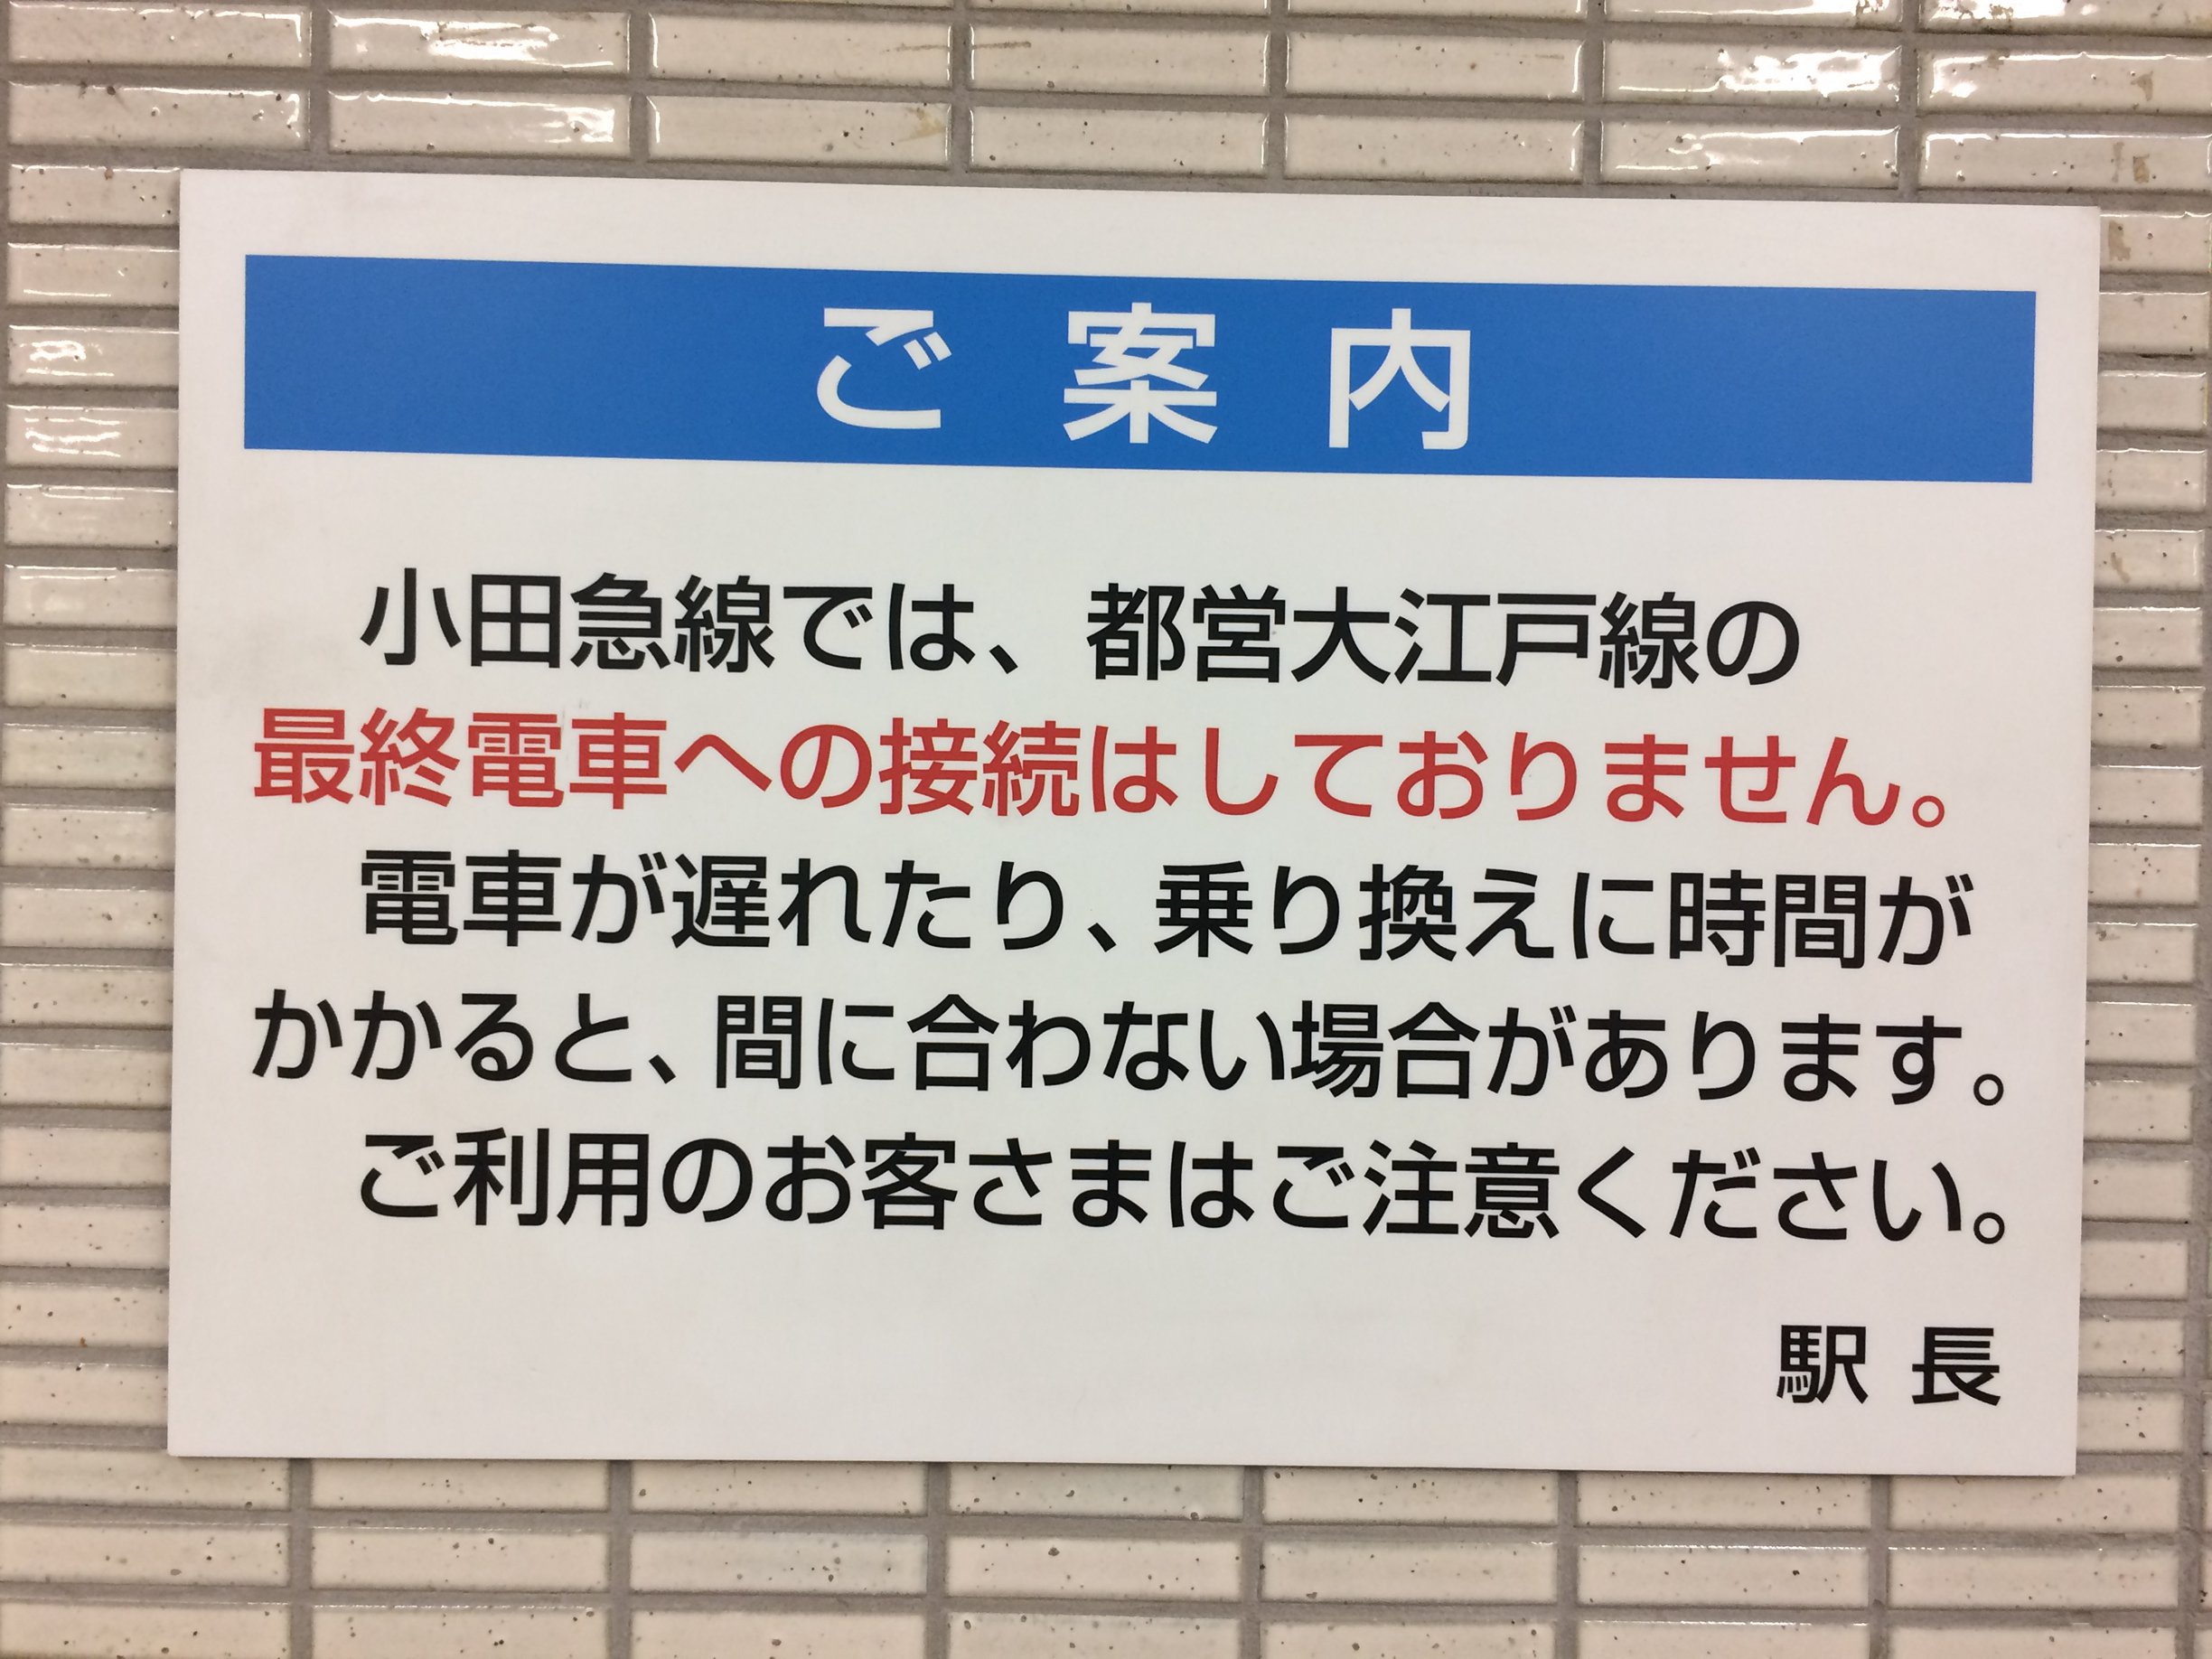 ご案内
小田急線では、都営大江戸線の
最終電車への接続はしておりません。
電車が遅れたり、乗り換えに時間が
かかると、間に合わない場合があります。
ご利用のお客さまはご注意ください。
駅長